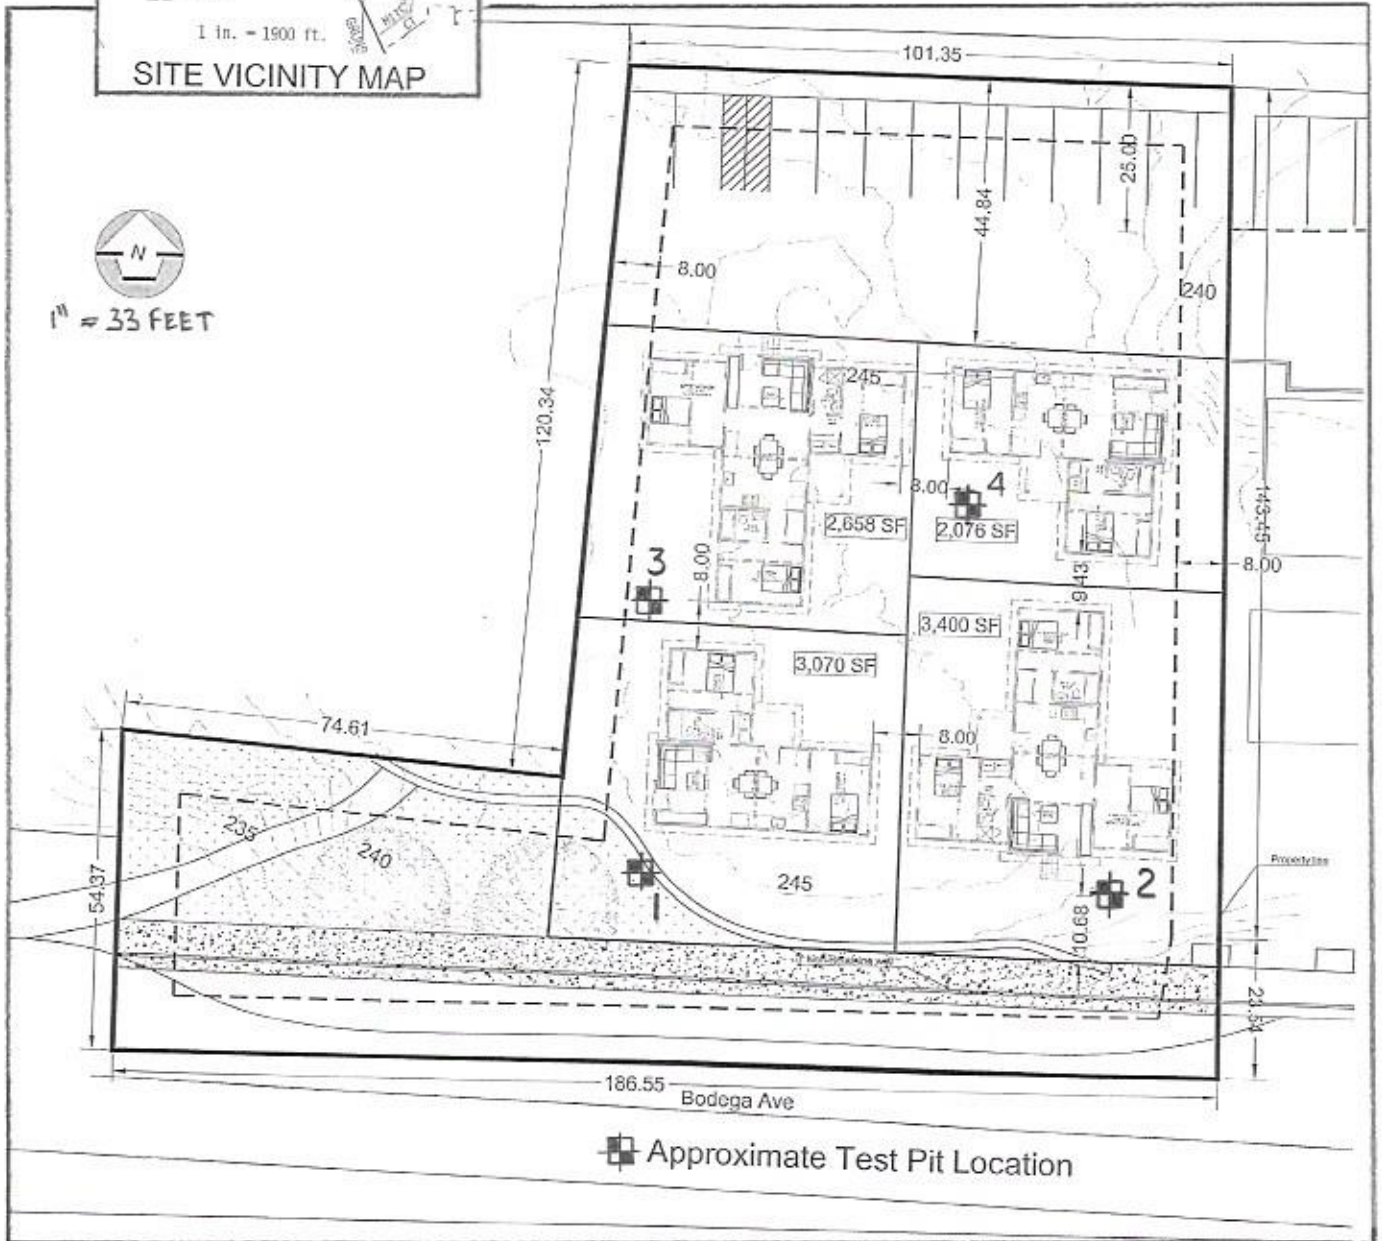 1 in. = 1900 ft.
SITE VICINITY MAP
101.35
N
1" = 33 FEET
25.00
44.84
8.00
240
120.34
245
8.00
4
2,658 SF
2,076 SF
143.45
3
8.00
8.00
943
3,400 SF
3,070 SF
74.61
8.00
235
240
54.37
245
2
Property line
1
10.68
23.54
186.55
Bodega Ave
Approximate Test Pit Location